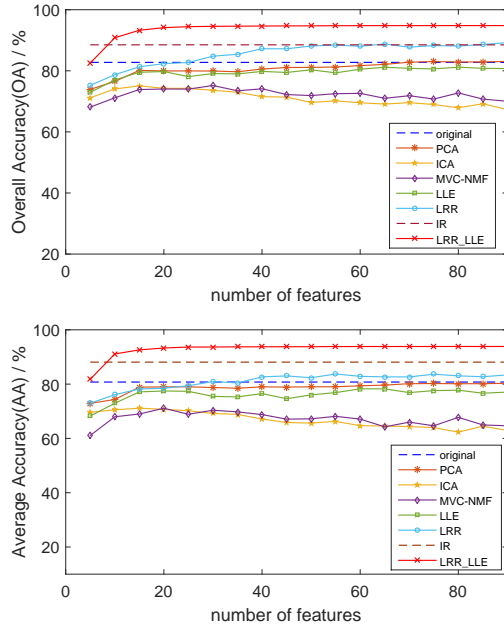 100
80
60
40
20
Overall Accuracy(OA) / %
0 20 40 60 80
number of features
original
PCA
ICA
MVC-NMF
LLE
LRR
IR
LRR_LLE
100
80
60
40
20
Average Accuracy(AA) / %
0 20 40 60 80
number of features
original
PCA
ICA
MVC-NMF
LLE
LRR
IR
LRR_LLE